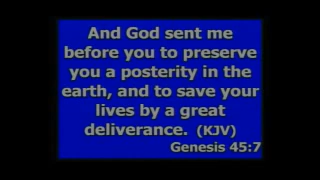 And God sent me
before you to preserve
you a posterity in the
earth, and to save your
lives by a great
deliverance. (KJV)
Genesis 45:7